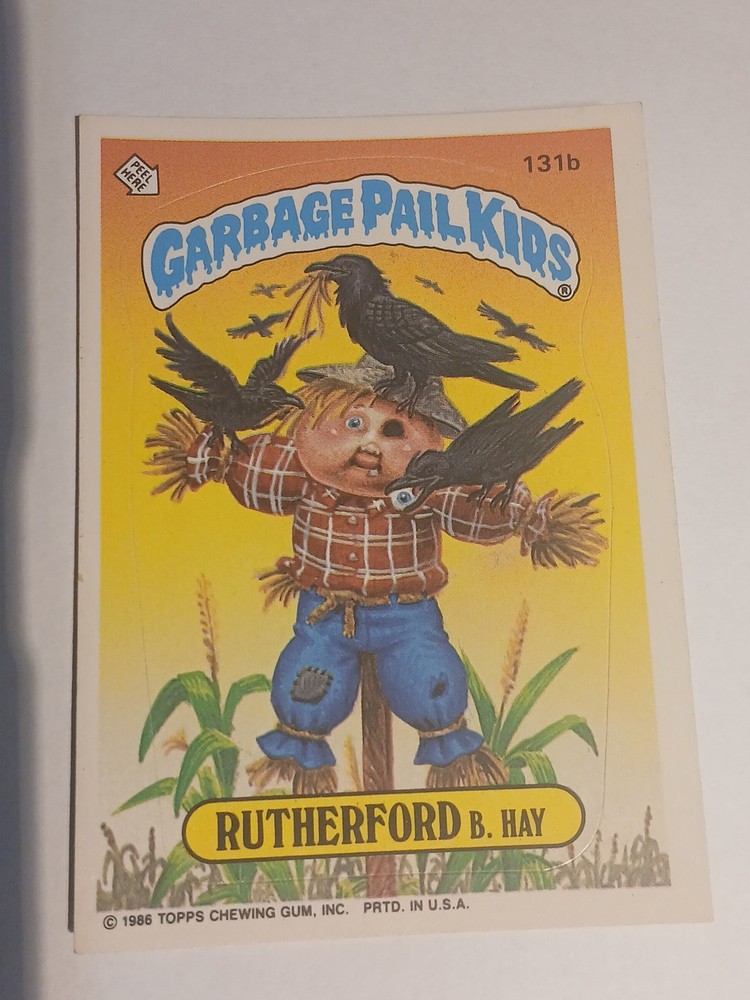 PEEL
HERE
131b
GARBAGE PAIL KIDS
®
RUTHERFORD B. HAY
© 1986 TOPPS CHEWING GUM, INC. PRTD. IN U.S.A.